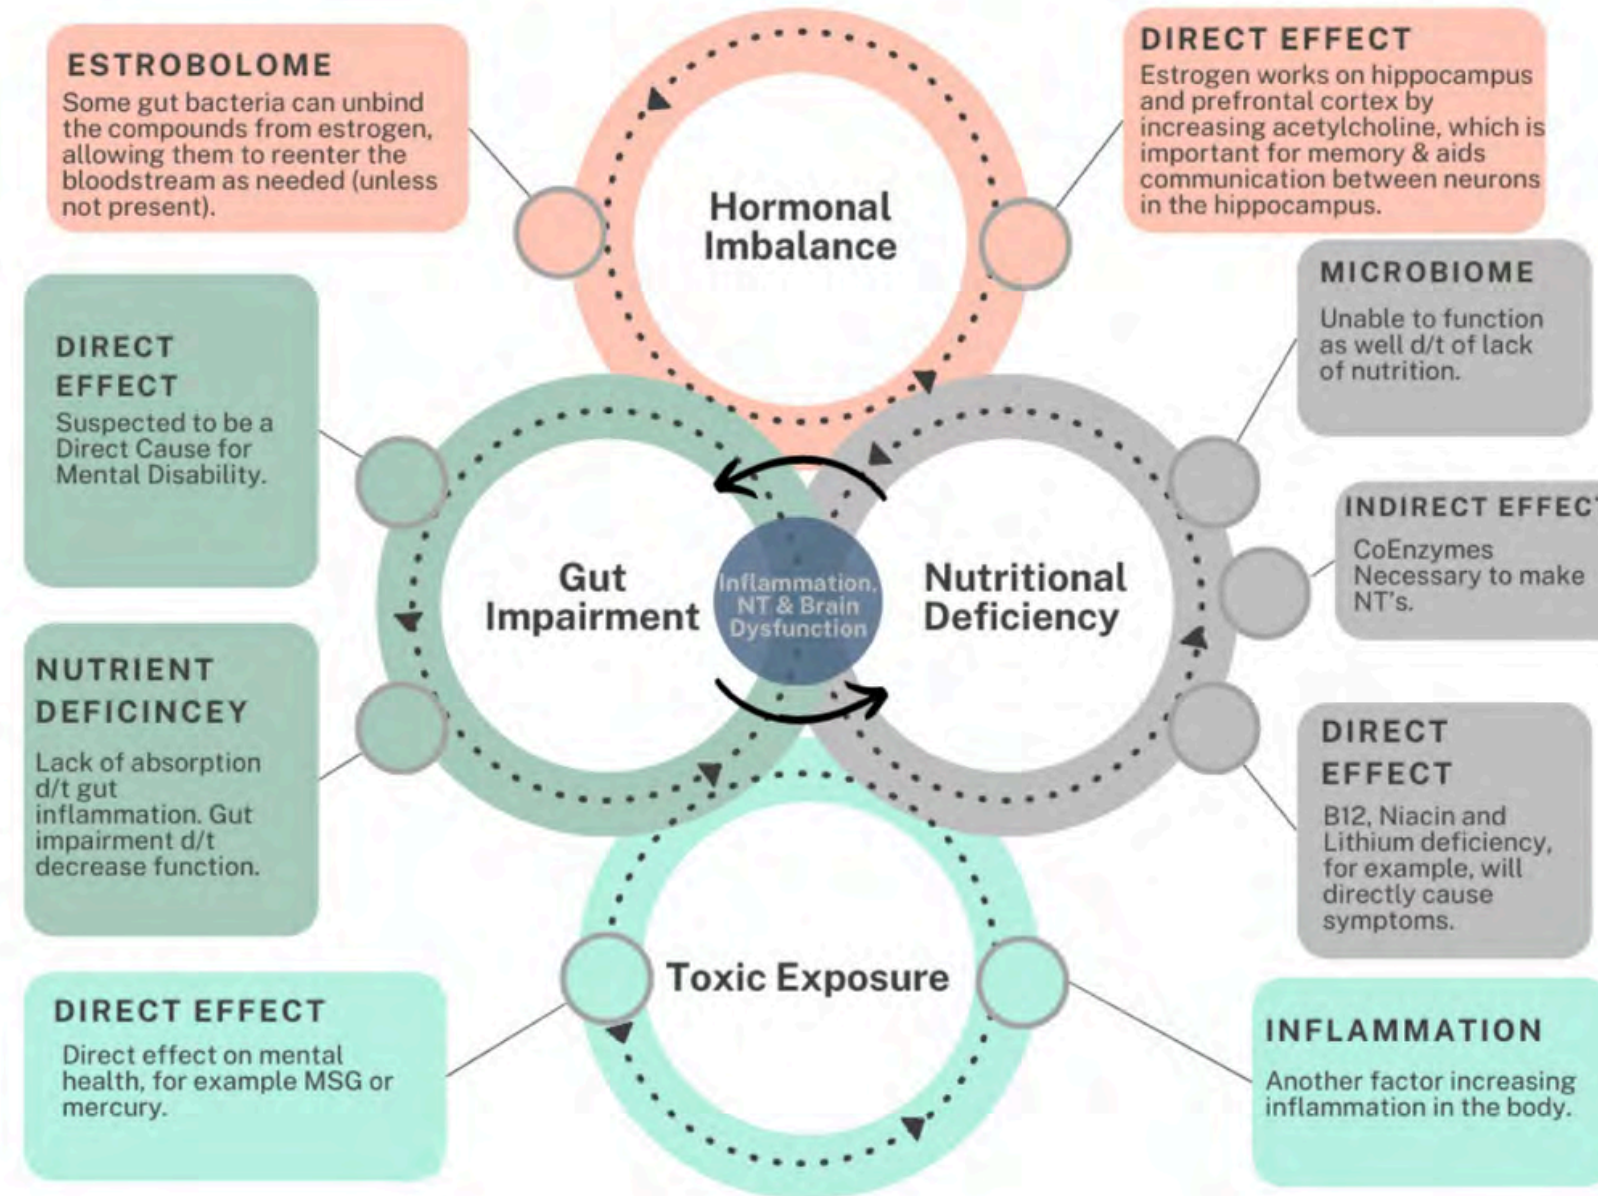 ESTROBOLOME
Some gut bacteria can unbind
the compounds from estrogen,
allowing them to reenter the
bloodstream as needed (unless
not present).
DIRECT EFFECT
Estrogen works on hippocampus
and prefrontal cortex by
increasing acetylcholine, which is
important for memory & aids
communication between neurons
in the hippocampus.
Hormonal
Imbalance
MICROBIOME
Unable to function
as well d/t of lack
of nutrition.
DIRECT
EFFECT
Suspected to be a
Direct Cause for
Mental Disability.
INDIRECT EFFECT
CoEnzymes
Necessary to make
NT's.
Gut
Impairment
Inflammation,
NT & Brain
Dysfunction
Nutritional
Deficiency
NUTRIENT
DEFICINCEY
Lack of absorption
d/t gut
inflammation. Gut
impairment d/t
decrease function.
DIRECT
EFFECT
B12, Niacin and
Lithium deficiency,
for example, will
directly cause
symptoms.
Toxic Exposure
DIRECT EFFECT
Direct effect on mental
health, for example MSG or
mercury.
INFLAMMATION
Another factor increasing
inflammation in the body.